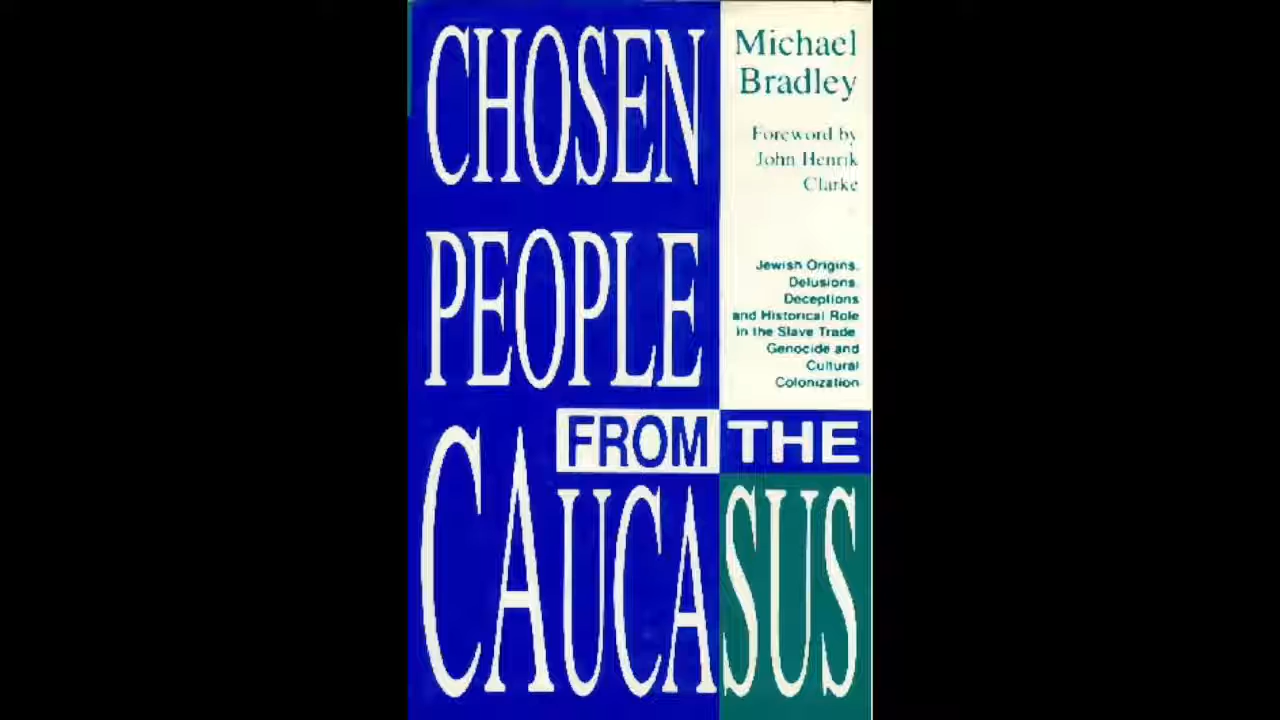 CHOSEN
PEOPLE
FROM THE
CAUCASUS
Michael
Bradley
Foreword by
John Henrik
Clarke
Jewish Origins,
Delusions,
Deceptions
and Historical Role
in the Slave Trade,
Genocide and
Cultural
Colonization